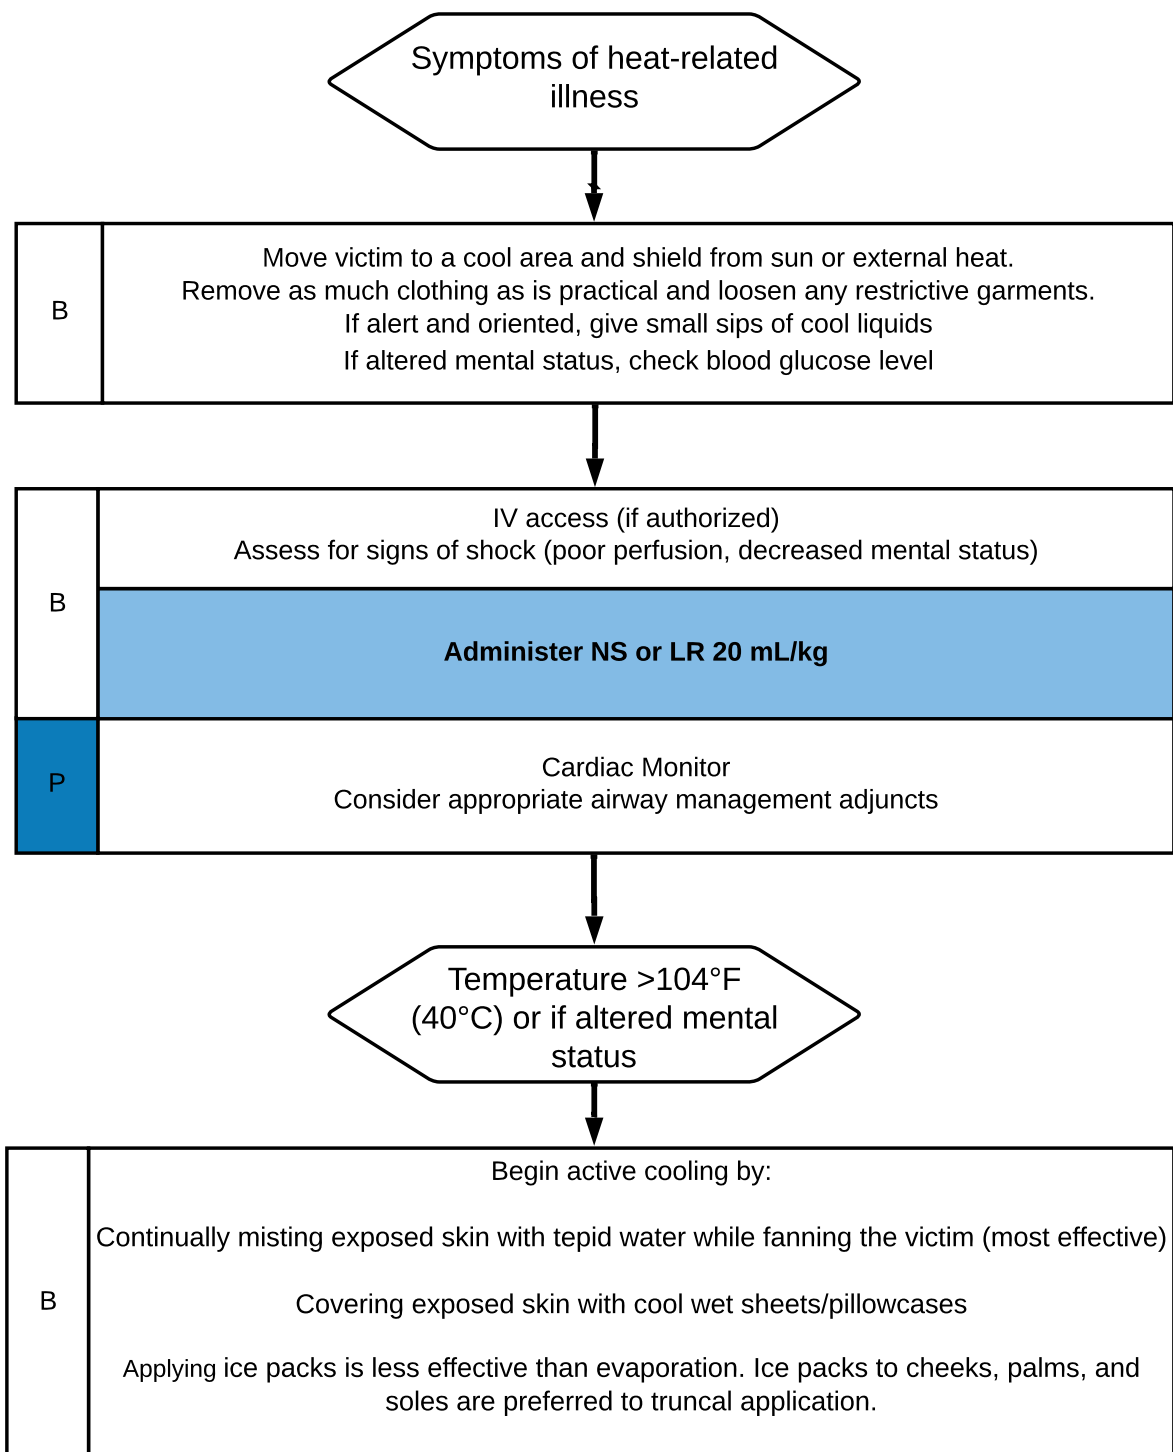 Symptoms of heat-related
illness
B
Move victim to a cool area and shield from sun or external heat.
Remove as much clothing as is practical and loosen any restrictive garments.
If alert and oriented, give small sips of cool liquids
If altered mental status, check blood glucose level
B
IV access (if authorized)
Assess for signs of shock (poor perfusion, decreased mental status)
Administer NS or LR 20 mL/kg
P
Cardiac Monitor
Consider appropriate airway management adjuncts
Temperature >104°F
(40°C) or if altered mental
status
B
Begin active cooling by:
Continually misting exposed skin with tepid water while fanning the victim (most effective)
Covering exposed skin with cool wet sheets/pillowcases
Applying ice packs is less effective than evaporation. Ice packs to cheeks, palms, and
soles are preferred to truncal application.